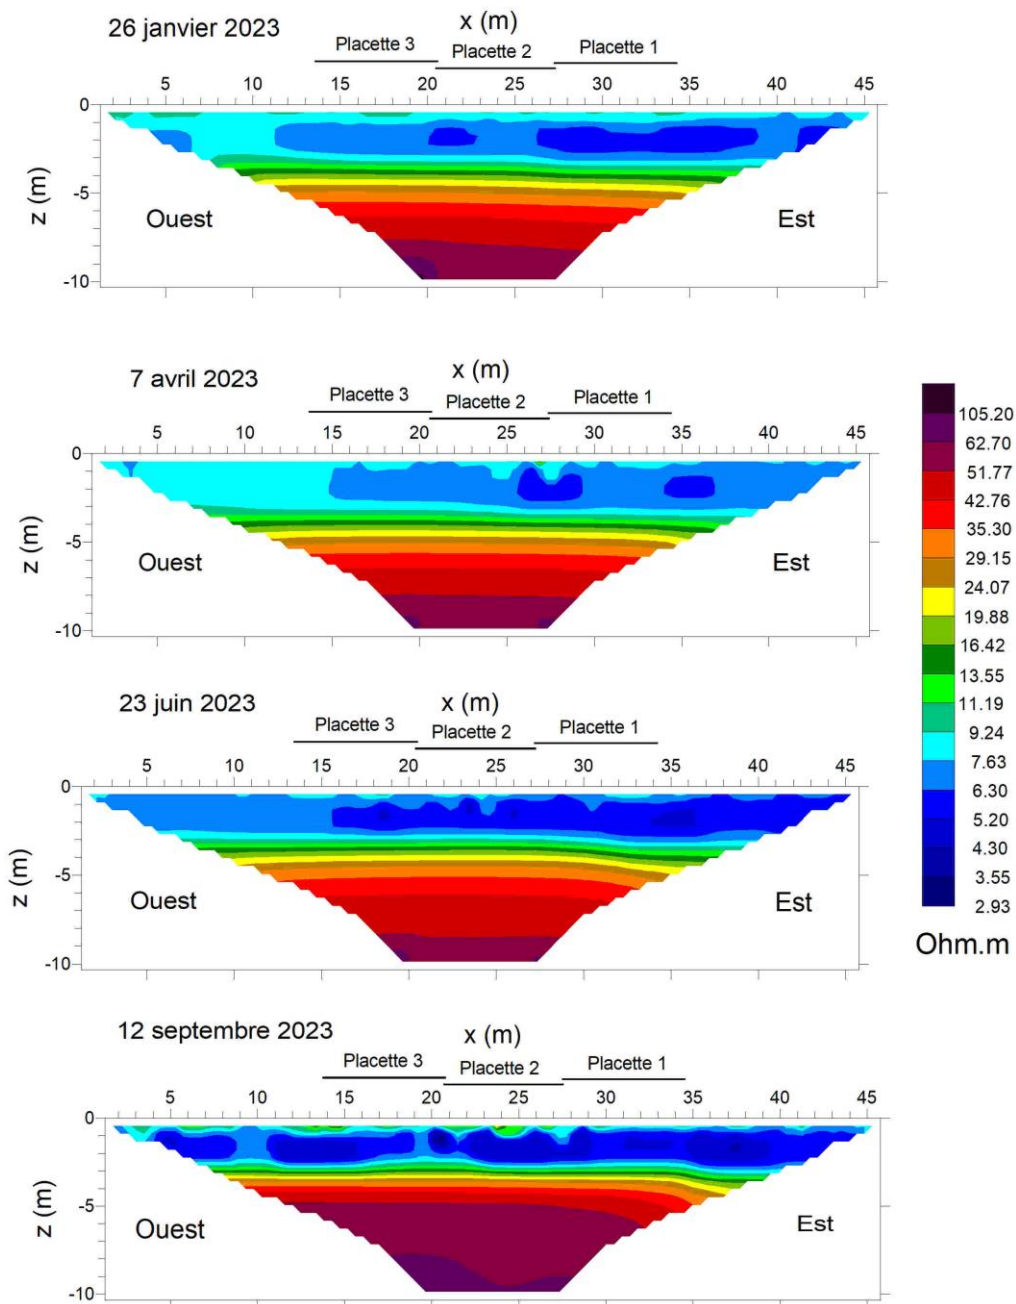 26 janvier 2023
x (m)
Placette 3 Placette 2 Placette 1
5 10 15 20 25 30 35 40 45
0
-5
-10
z (m)
Ouest Est
7 avril 2023
x (m)
Placette 3 Placette 2 Placette 1
5 10 15 20 25 30 35 40 45
0
-5
-10
z (m)
Ouest Est
23 juin 2023
x (m)
Placette 3 Placette 2 Placette 1
5 10 15 20 25 30 35 40 45
0
-5
-10
z (m)
Ouest Est
12 septembre 2023
x (m)
Placette 3 Placette 2 Placette 1
5 10 15 20 25 30 35 40 45
0
-5
-10
z (m)
Ouest Est
105.20
62.70
51.77
42.76
35.30
29.15
24.07
19.88
16.42
13.55
11.19
9.24
7.63
6.30
5.20
4.30
3.55
2.93
Ohm.m